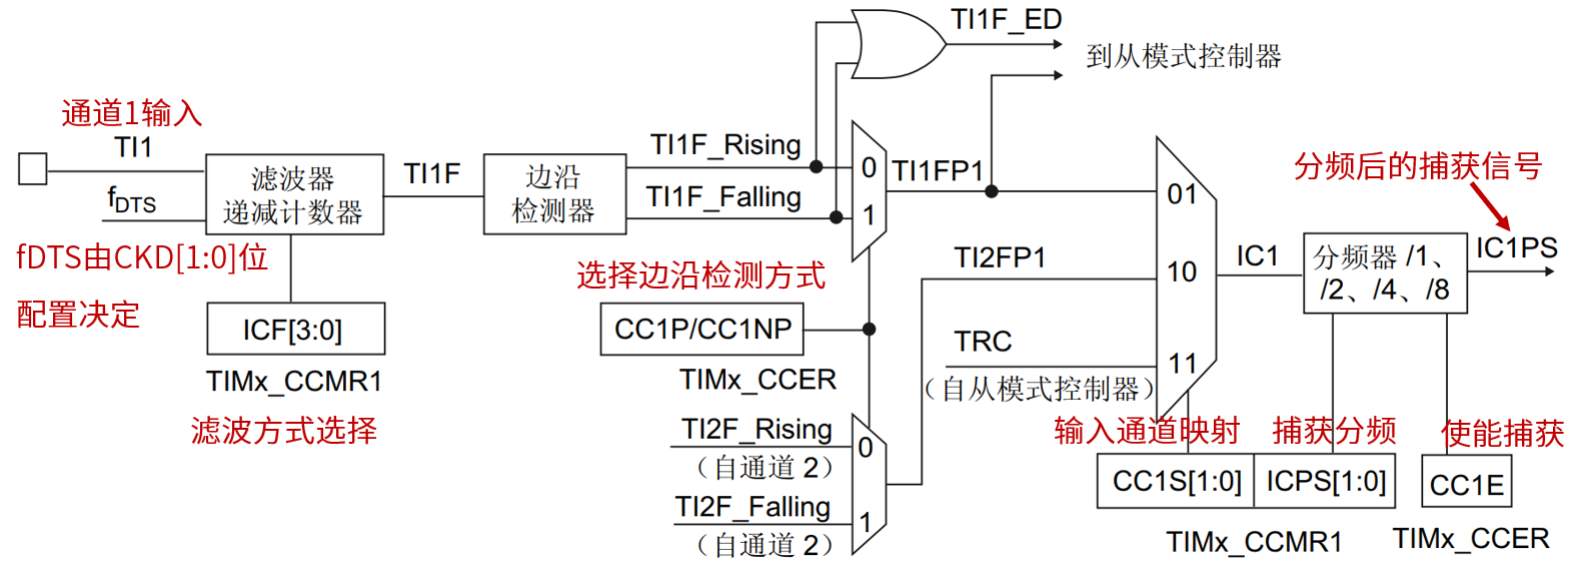 TI1F_ED
到从模式控制器
通道1输入
TI1
fDTS
滤波器
递减计数器
TI1F
边沿
检测器
TI1F_Rising
TI1F_Falling
0
1
TI1FP1
01
10
11
分频后的捕获信号
IC1PS
IC1
分频器 /1、
/2、/4、/8
TI2FP1
TRC
（自从模式控制器）
fDTS由CKD[1:0]位
配置决定
ICF[3:0]
TIMx_CCMR1
滤波方式选择
选择边沿检测方式
CC1P/CC1NP
TIMx_CCER
TI2F_Rising
（自通道 2）
TI2F_Falling
（自通道 2）
0
1
输入通道映射
捕获分频
使能捕获
CC1S[1:0]
ICPS[1:0]
CC1E
TIMx_CCMR1
TIMx_CCER